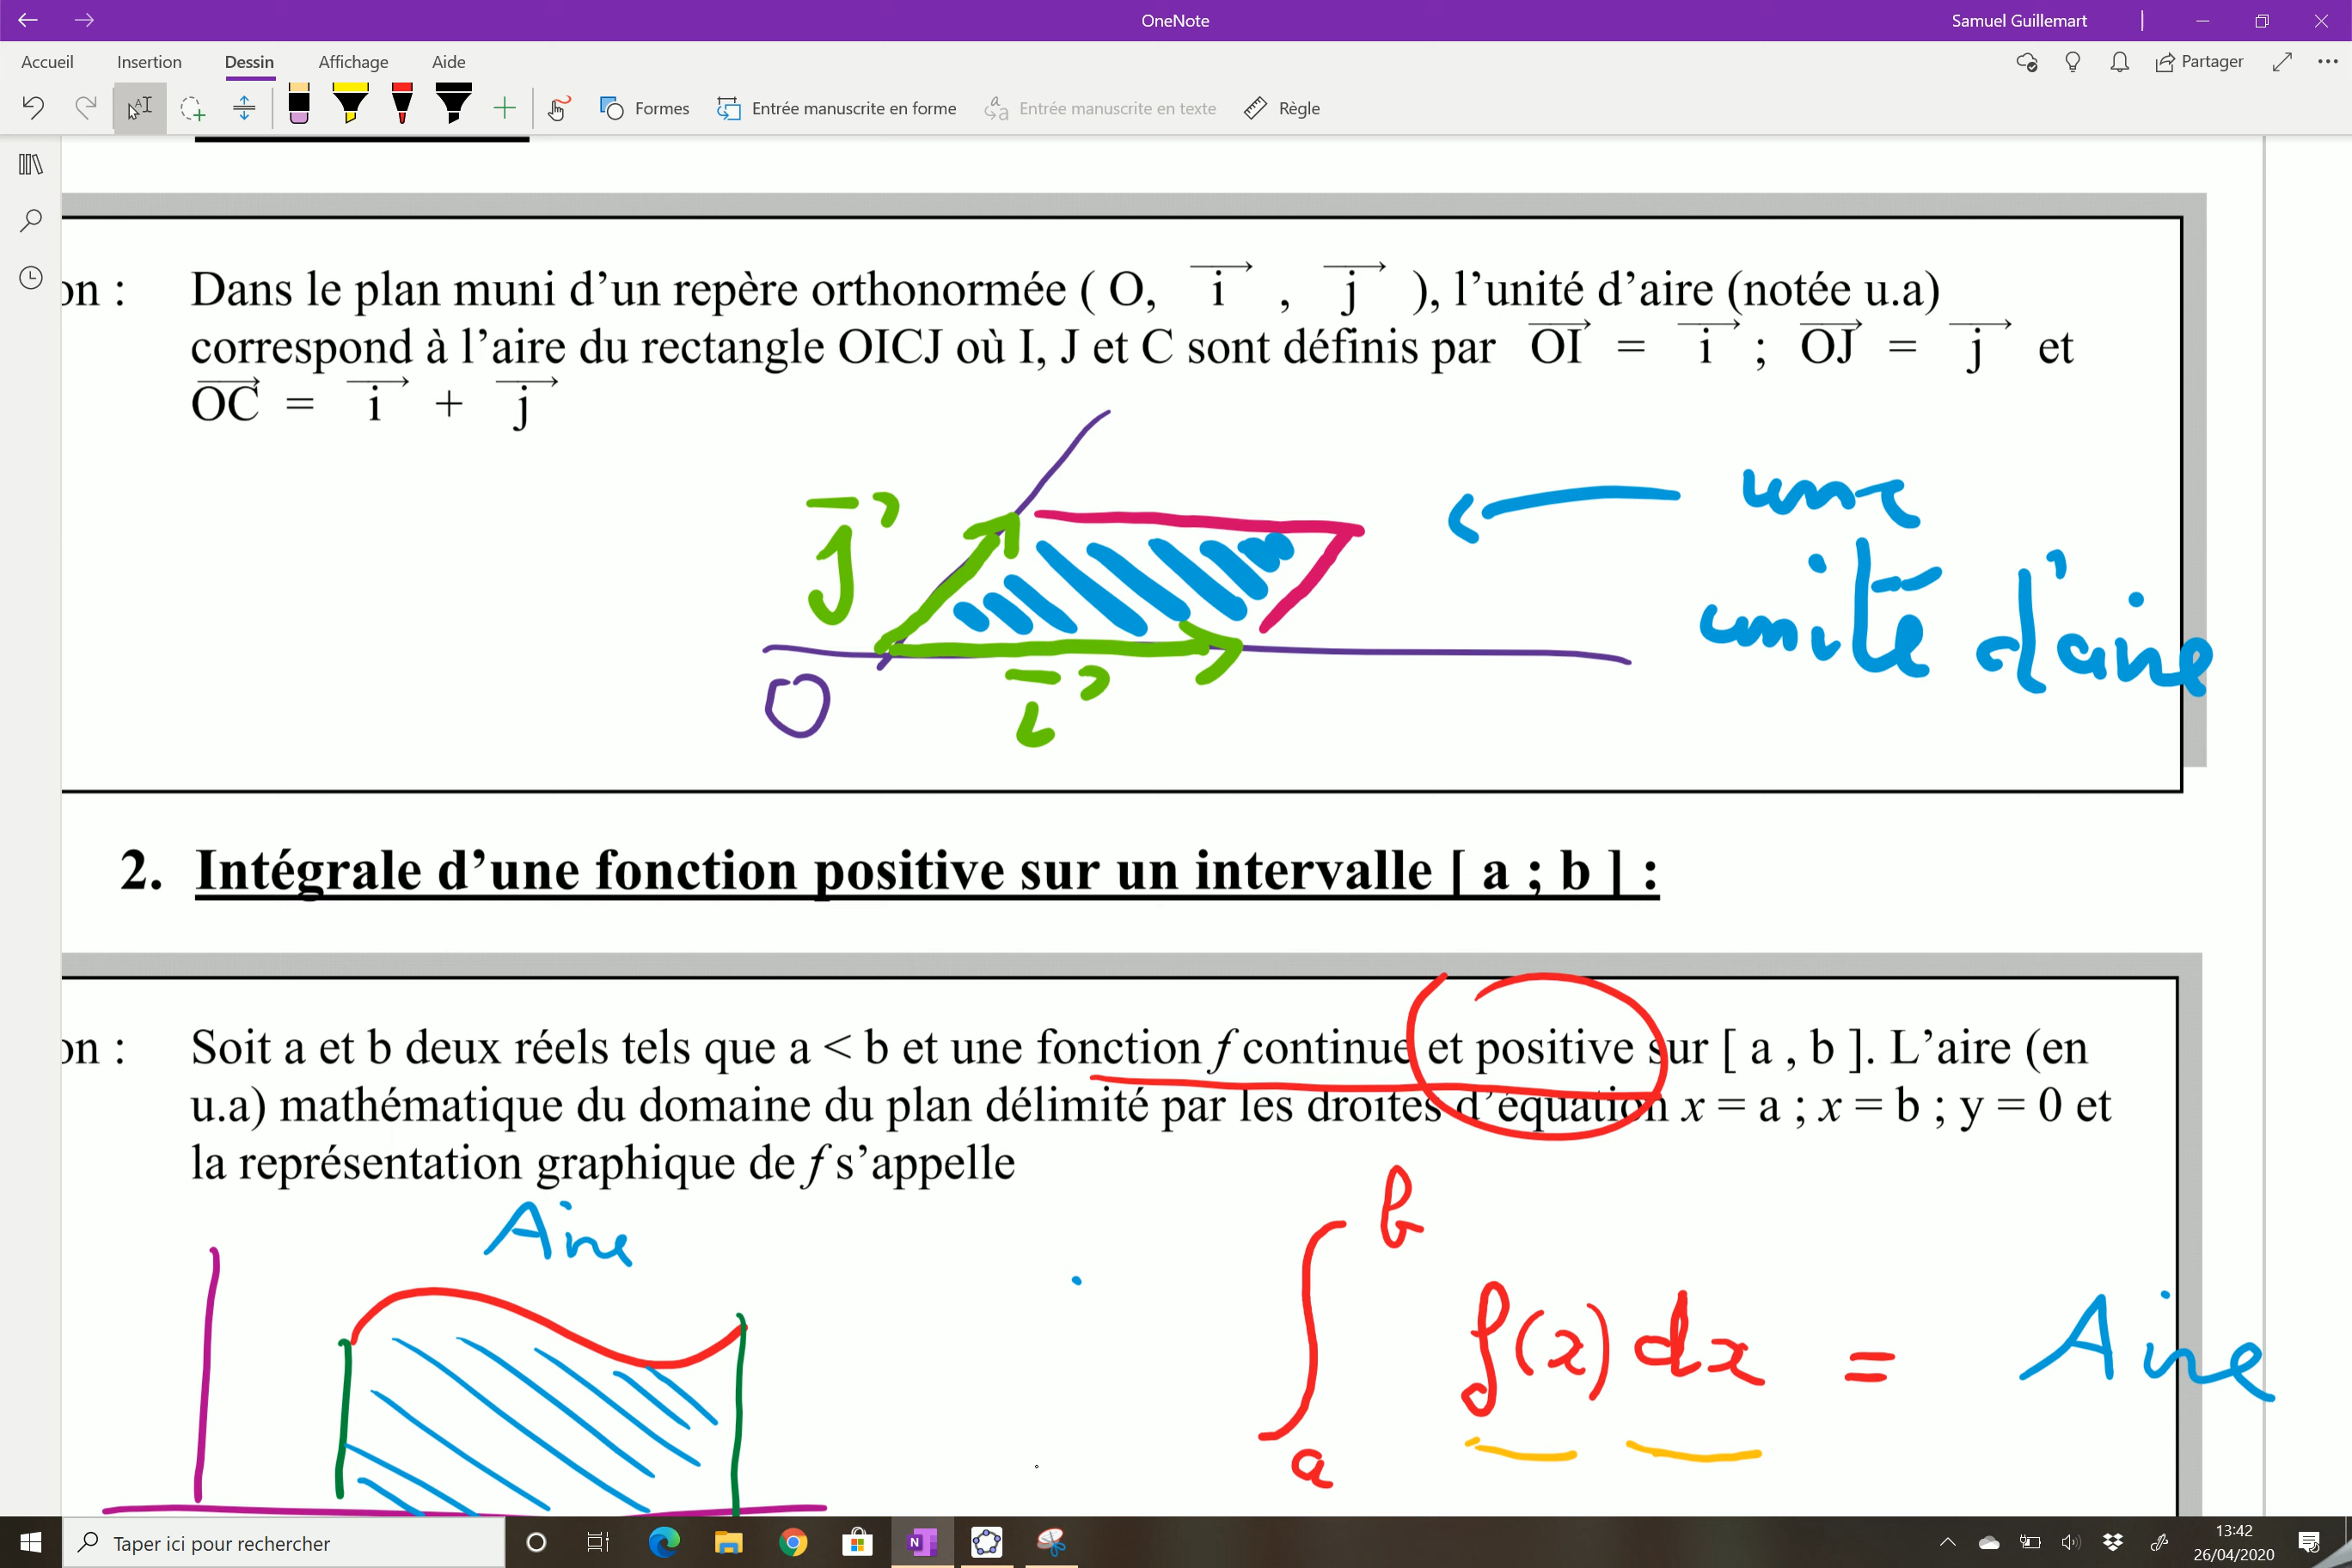 OneNote
Samuel Guillemart
Accueil Insertion Dessin Affichage Aide
Partager
Formes Entrée manuscrite en forme Entrée manuscrite en texte Règle
on : Dans le plan muni d’un repère orthonormée ( O, i , j ), l’unité d’aire (notée u.a)
correspond à l’aire du rectangle OICJ où I, J et C sont définis par OI = i ; OJ = j et
OC = i + j
j
une
unité d'aire
O
i
2. Intégrale d’une fonction positive sur un intervalle [ a ; b ] :
on : Soit a et b deux réels tels que a < b et une fonction f continue et positive sur [ a , b ]. L’aire (en
u.a) mathématique du domaine du plan délimité par les droites d’équation x = a ; x = b ; y = 0 et
la représentation graphique de f s’appelle
Aire
∫ b a f(x) dx = Aire
Taper ici pour rechercher
13:42
26/04/2020